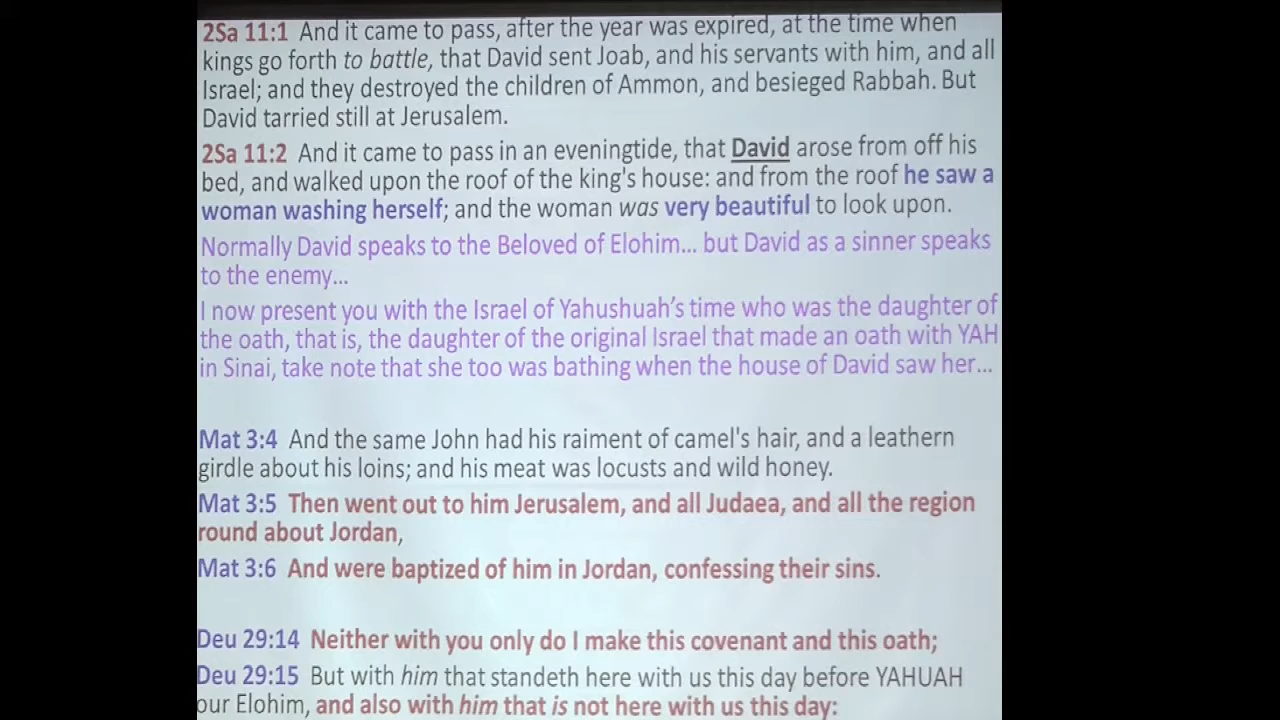 2Sa 11:1 And it came to pass, after the year was expired, at the time when
kings go forth to battle, that David sent Joab, and his servants with him, and all
Israel; and they destroyed the children of Ammon, and besieged Rabbah. But
David tarried still at Jerusalem.
2Sa 11:2 And it came to pass in an eveningtide, that David arose from off his
bed, and walked upon the roof of the king's house: and from the roof he saw a
woman washing herself; and the woman was very beautiful to look upon.
Normally David speaks to the Beloved of Elohim... but David as a sinner speaks
to the enemy...
I now present you with the Israel of Yahushuah’s time who was the daughter of
the oath, that is, the daughter of the original Israel that made an oath with YAH
in Sinai, take note that she too was bathing when the house of David saw her...
Mat 3:4 And the same John had his raiment of camel's hair, and a leathern
girdle about his loins; and his meat was locusts and wild honey.
Mat 3:5 Then went out to him Jerusalem, and all Judaea, and all the region
round about Jordan,
Mat 3:6 And were baptized of him in Jordan, confessing their sins.
Deu 29:14 Neither with you only do I make this covenant and this oath;
Deu 29:15 But with him that standeth here with us this day before YAHUAH
our Elohim, and also with him that is not here with us this day: